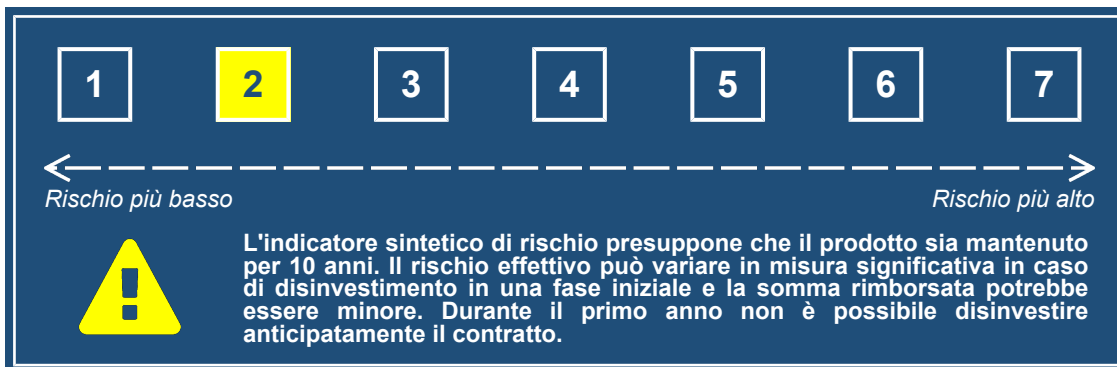 1 2 3 4 5 6 7
Rischio più basso Rischio più alto
L'indicatore sintetico di rischio presuppone che il prodotto sia mantenuto
per 10 anni. Il rischio effettivo può variare in misura significativa in caso
di disinvestimento in una fase iniziale e la somma rimborsata potrebbe
essere minore. Durante il primo anno non è possibile disinvestire
anticipatamente il contratto.